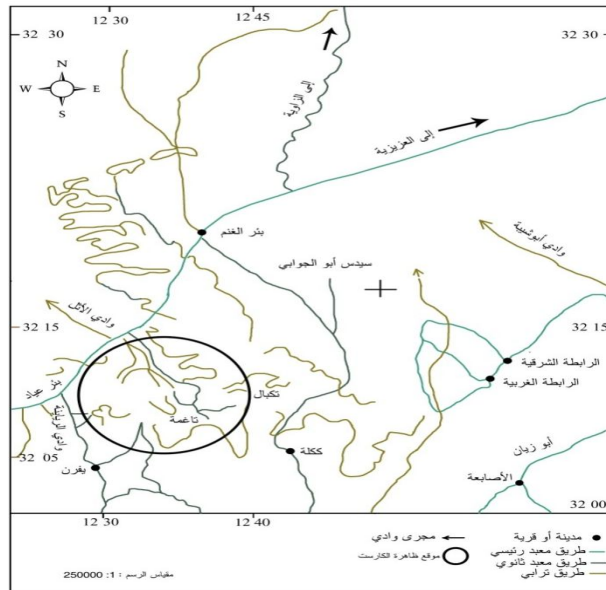 12 30
12 45
32 30
32 30
N
W
E
S
إلى الزاوية
إلى العزيزية
بئر الغنم
وادي أبوشيبة
سيدس أبو الجوابي
وادي الأثل
32 15
32 15
الرابطة الشرقية
الرابطة الغربية
تكبال
تاغمة
وادي الربانية
ككلة
أبو زيان
32 05
يفرن
الأصابعة
32 00
12 30
12 40
مدينة أو قرية
مجرى وادي
طريق معبد رئيسي
طريق معبد ثانوي
موقع ظاهرة الكارست
طريق ترابي
مقياس الرسم : 1: 250000